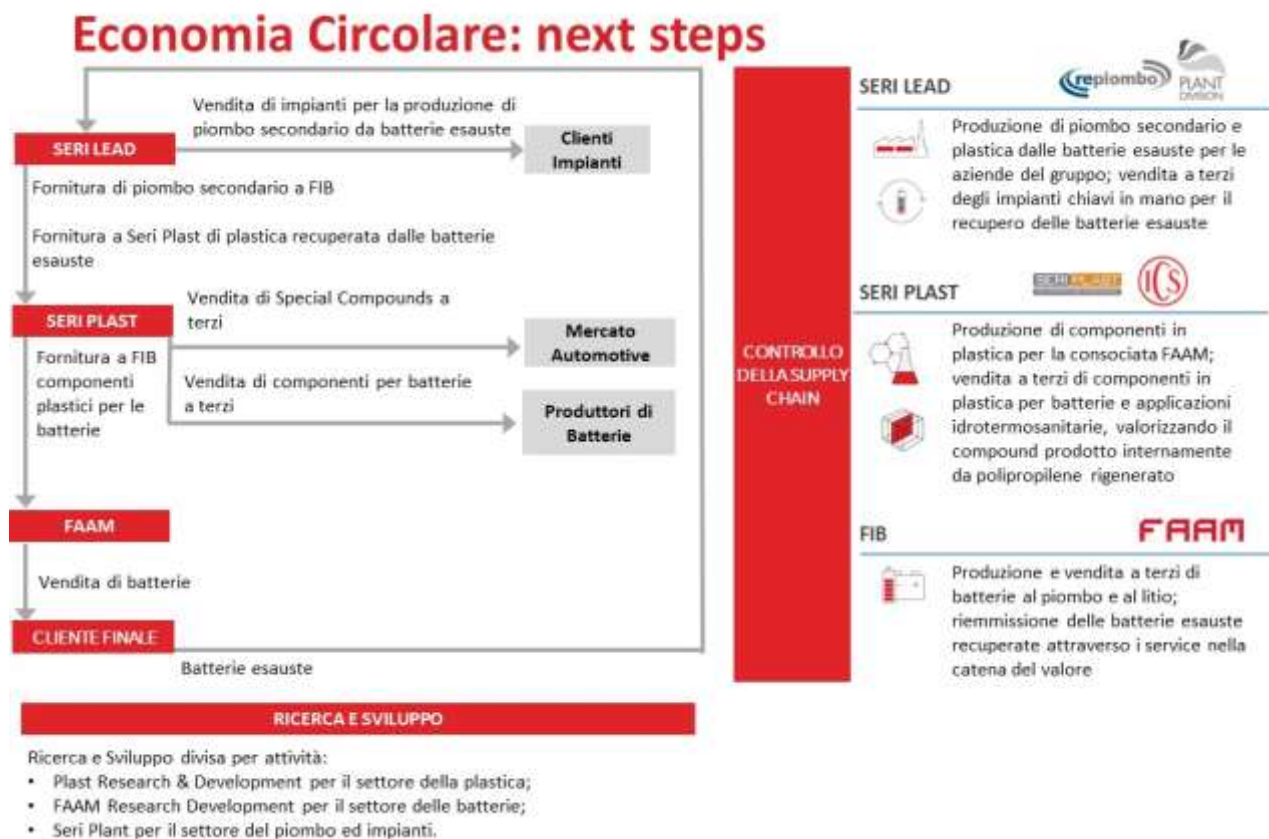 Economia Circolare: next steps
Vendita di impianti per la produzione di
piombo secondario da batterie esauste
SERI LEAD
Clienti
Impianti
Fornitura di piombo secondario a FIB
Fornitura a Seri Plast di plastica recuperata dalle batterie
esauste
Vendita di Special Compounds a
terzi
SERI PLAST
Mercato
Automotive
Fornitura a FIB
componenti
plastici per le
batterie
Vendita di componenti per batterie
a terzi
Produttori di
Batterie
FAAM
Vendita di batterie
CLIENTE FINALE
Batterie esauste
CONTROLLO
DELLA SUPPLY
CHAIN
SERI LEAD
repiombo
PLANT
DIVISION
Produzione di piombo secondario e
plastica dalle batterie esauste per le
aziende del gruppo; vendita a terzi
degli impianti chiavi in mano per il
recupero delle batterie esauste
SERI PLAST
SERI PLAST
ICS
Produzione di componenti in
plastica per la consociata FAAM;
vendita a terzi di componenti in
plastica per batterie e applicazioni
idrotermosanitarie, valorizzando il
compound prodotto internamente
da polipropilene rigenerato
FIB
FAAM
Produzione e vendita a terzi di
batterie al piombo e al litio;
riemmissione delle batterie esauste
recuperate attraverso i service nella
catena del valore
RICERCA E SVILUPPO
Ricerca e Sviluppo divisa per attività:
• Plast Research & Development per il settore della plastica;
• FAAM Research Development per il settore delle batterie;
• Seri Plant per il settore del piombo ed impianti.